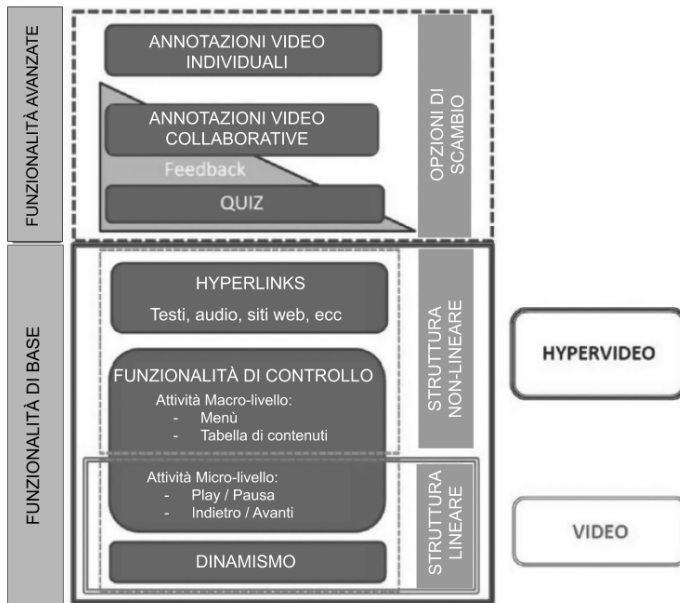 FUNZIONALITÀ AVANZATE
ANNOTAZIONI VIDEO
INDIVIDUALI
ANNOTAZIONI VIDEO
COLLABORATIVE
Feedback
QUIZ
OPZIONI DI
SCAMBIO
FUNZIONALITÀ DI BASE
HYPERLINKS
Testi, audio, siti web, ecc
FUNZIONALITÀ DI CONTROLLO
Attività Macro-livello:
- Menù
- Tabella di contenuti
Attività Micro-livello:
- Play / Pausa
- Indietro / Avanti
DINAMISMO
STRUTTURA
NON-LINEARE
STRUTTURA
LINEARE
HYPERVIDEO
VIDEO